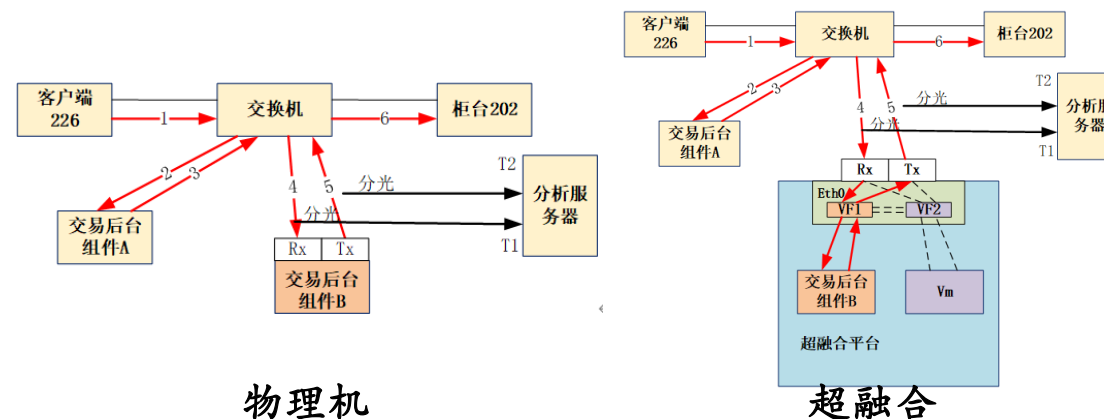 客户端
226
交换机
柜台202
1
6
2
3
4
5
T2
分光
分光
分析服
务器
T1
交易后台
组件A
Rx
Tx
交易后台
组件B
物理机
客户端
226
交换机
柜台202
1
6
2
3
4
5
T2
分光
分光
分析服
务器
T1
交易后台
组件A
Rx
Tx
Eth0
VF1
VF2
交易后台
组件B
Vm
超融合平台
超融合